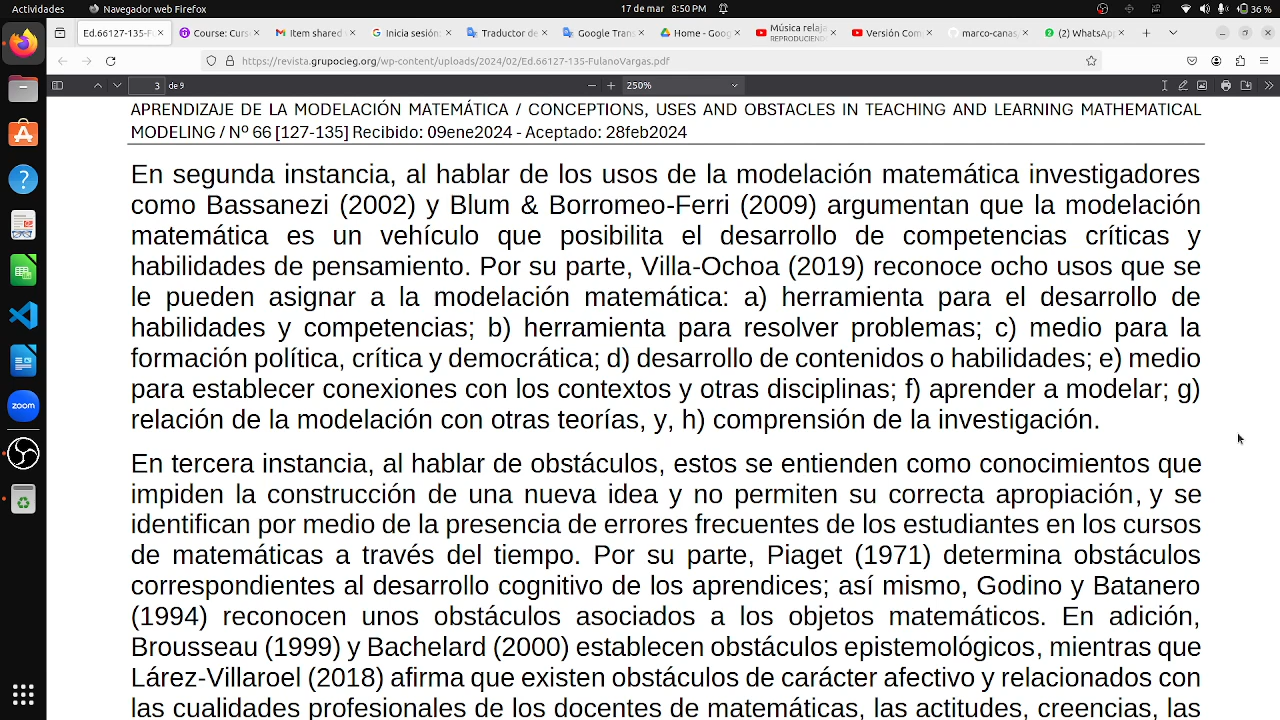 Actividades
Navegador web Firefox
17 de mar 8:50 PM
36 %
Ed.66127-135-F
Course: Curs
Item shared
Inicia sesión:
Traductor de
Google Trans
Home - Goog
Música relaja
REPRODUCIEN
Versión Com
marco-canas
(2) WhatsAp
https://revista.grupocieg.org/wp-content/uploads/2024/02/Ed.66127-135-FulanoVargas.pdf
3 de 9
250%
APRENDIZAJE DE LA MODELACIÓN MATEMÁTICA / CONCEPTIONS, USES AND OBSTACLES IN TEACHING AND LEARNING MATHEMATICAL
MODELING / Nº 66 [127-135] Recibido: 09ene2024 - Aceptado: 28feb2024
En segunda instancia, al hablar de los usos de la modelación matemática investigadores
como Bassanezi (2002) y Blum & Borromeo-Ferri (2009) argumentan que la modelación
matemática es un vehículo que posibilita el desarrollo de competencias críticas y
habilidades de pensamiento. Por su parte, Villa-Ochoa (2019) reconoce ocho usos que se
le pueden asignar a la modelación matemática: a) herramienta para el desarrollo de
habilidades y competencias; b) herramienta para resolver problemas; c) medio para la
formación política, crítica y democrática; d) desarrollo de contenidos o habilidades; e) medio
para establecer conexiones con los contextos y otras disciplinas; f) aprender a modelar; g)
relación de la modelación con otras teorías, y, h) comprensión de la investigación.
En tercera instancia, al hablar de obstáculos, estos se entienden como conocimientos que
impiden la construcción de una nueva idea y no permiten su correcta apropiación, y se
identifican por medio de la presencia de errores frecuentes de los estudiantes en los cursos
de matemáticas a través del tiempo. Por su parte, Piaget (1971) determina obstáculos
correspondientes al desarrollo cognitivo de los aprendices; así mismo, Godino y Batanero
(1994) reconocen unos obstáculos asociados a los objetos matemáticos. En adición,
Brousseau (1999) y Bachelard (2000) establecen obstáculos epistemológicos, mientras que
Lárez-Villaroel (2018) afirma que existen obstáculos de carácter afectivo y relacionados con
las cualidades profesionales de los docentes de matemáticas, las actitudes, creencias, las
zoom